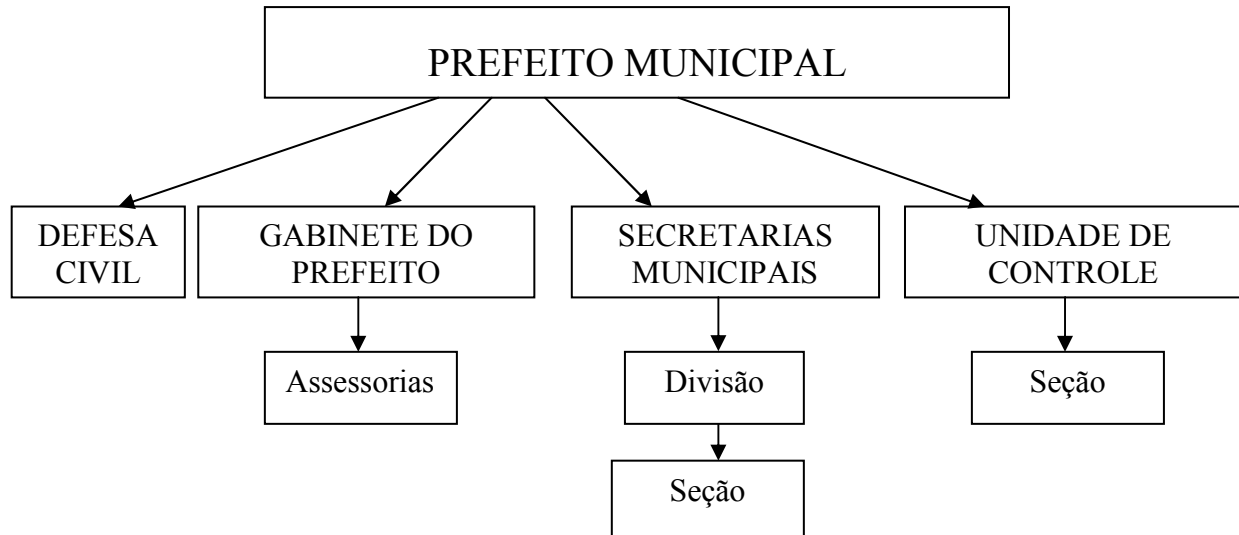 PREFEITO MUNICIPAL
DEFESA
CIVIL
GABINETE DO
PREFEITO
SECRETARIAS
MUNICIPAIS
UNIDADE DE
CONTROLE
Assessorias
Divisão
Seção
Seção